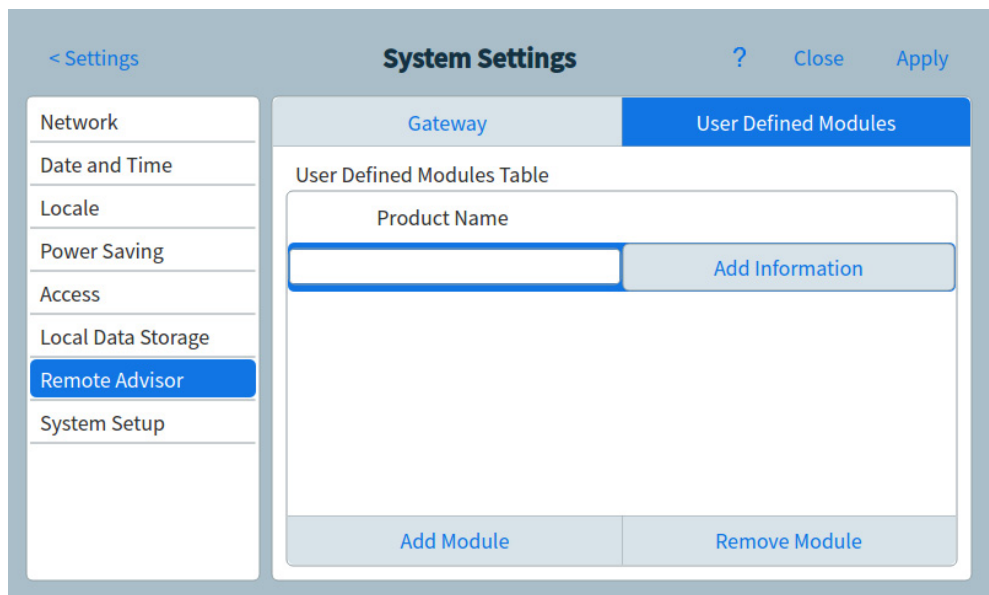 < Settings
System Settings
?
Close
Apply
Network
Date and Time
Locale
Power Saving
Access
Local Data Storage
Remote Advisor
System Setup
Gateway
User Defined Modules
User Defined Modules Table
Product Name
Add Information
Add Module
Remove Module